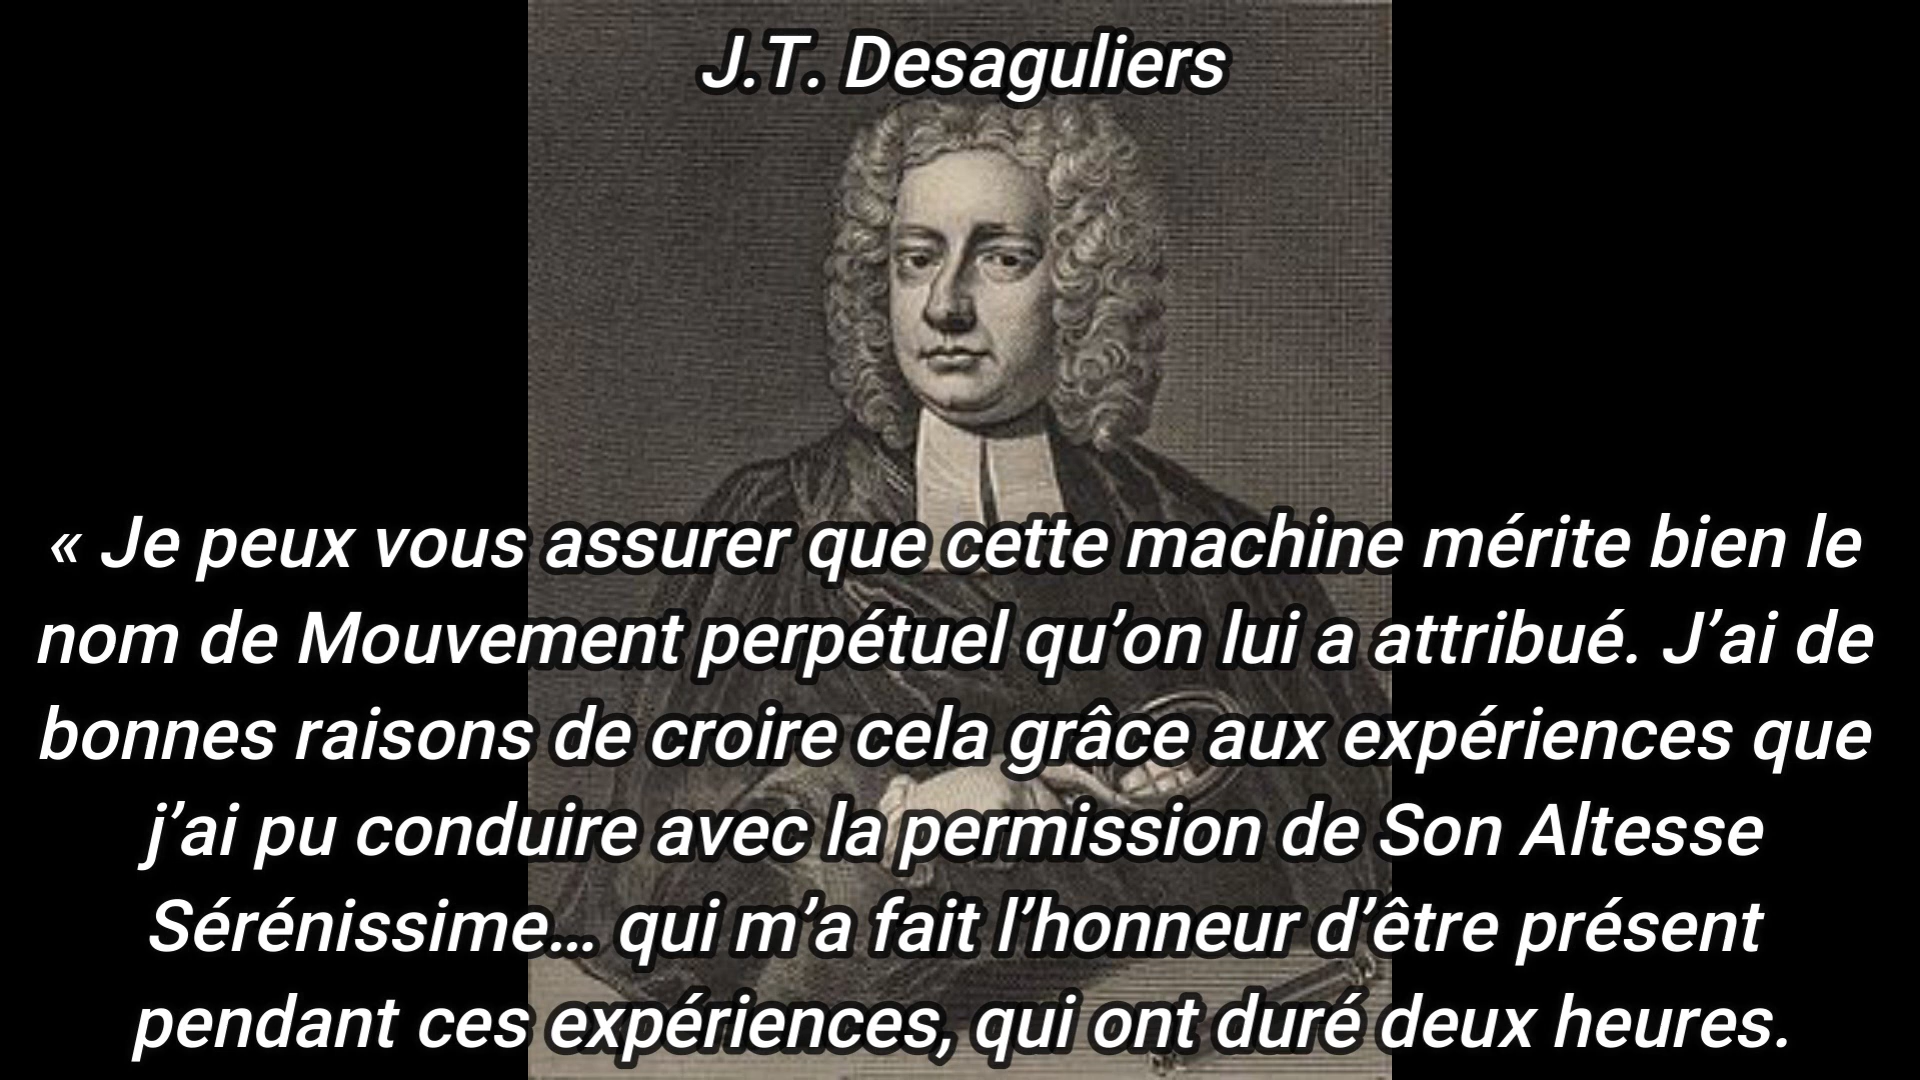 J.T. Desaguliers
« Je peux vous assurer que cette machine mérite bien le
nom de Mouvement perpétuel qu’on lui a attribué. J’ai de
bonnes raisons de croire cela grâce aux expériences que
j’ai pu conduire avec la permission de Son Altesse
Sérénissime… qui m’a fait l’honneur d’être présent
pendant ces expériences, qui ont duré deux heures.